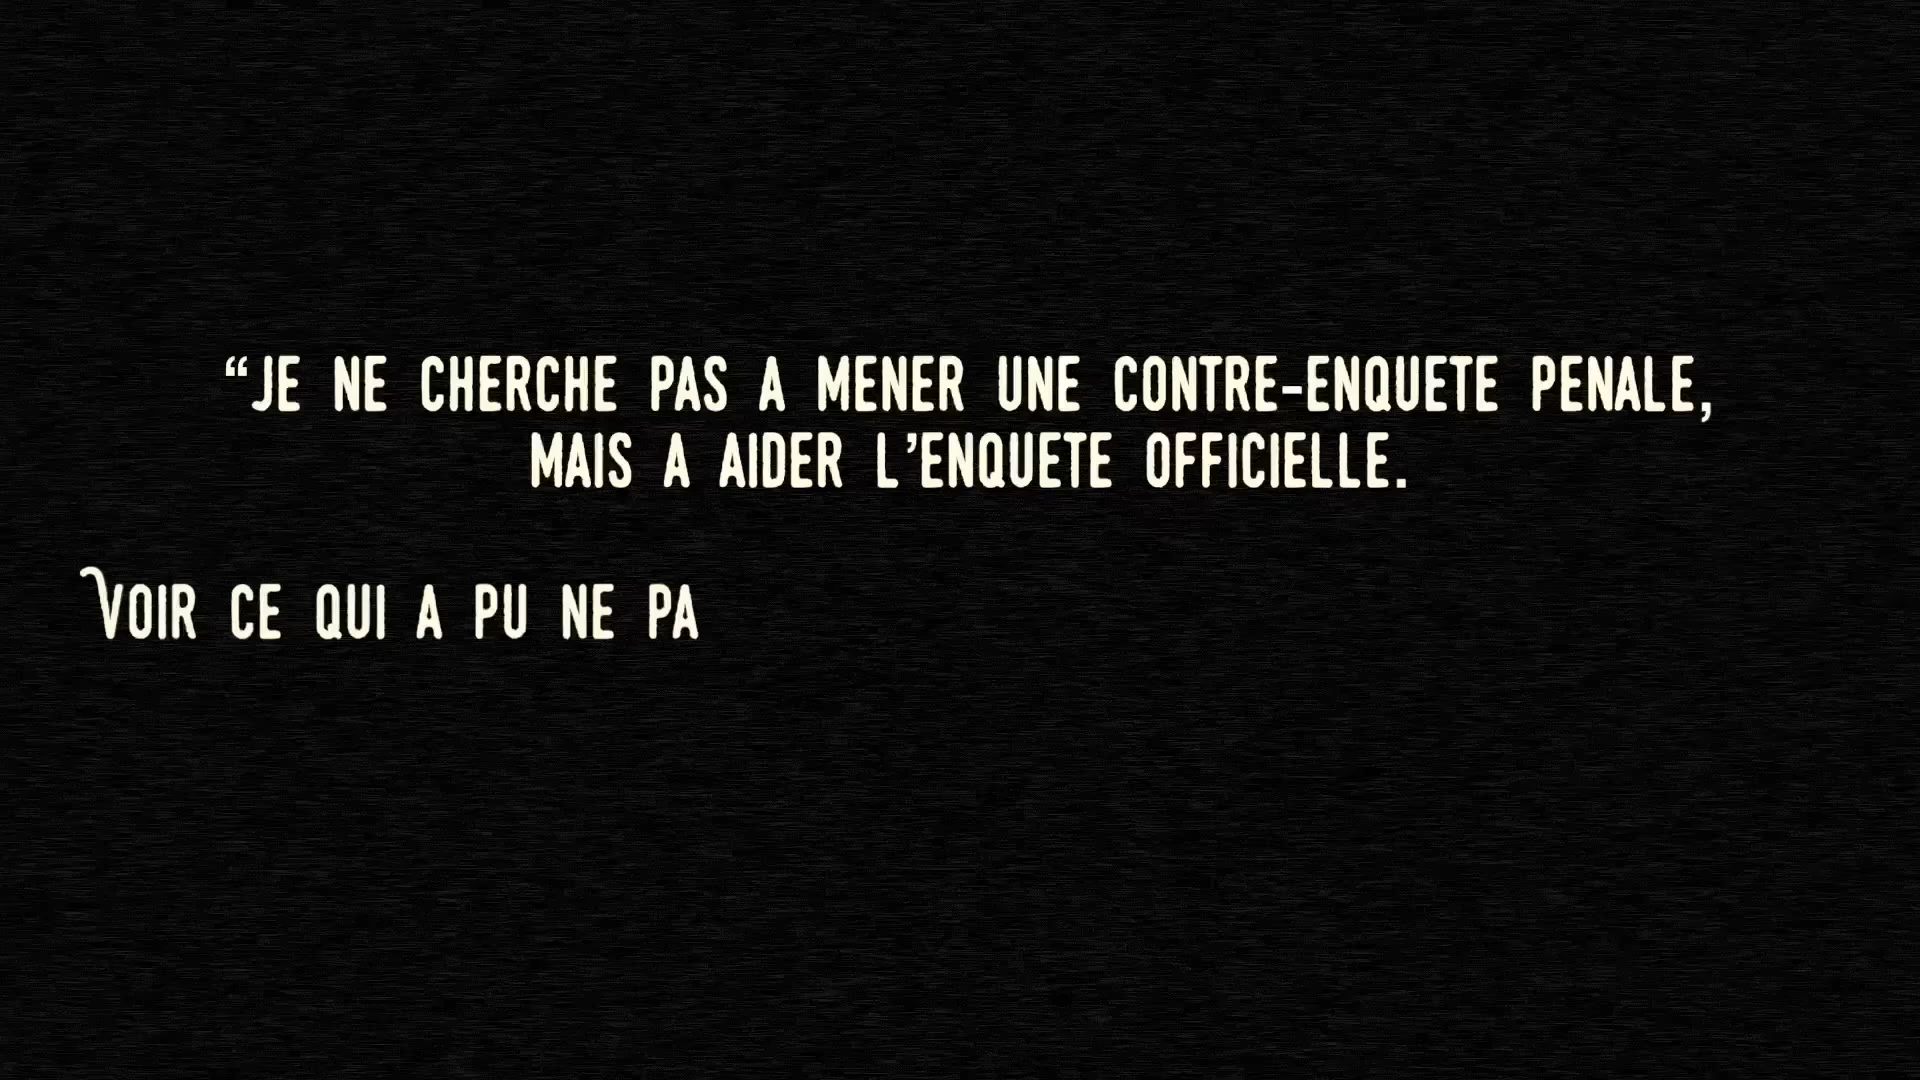 “JE NE CHERCHE PAS A MENER UNE CONTRE-ENQUETE PENALE,
MAIS A AIDER L’ENQUETE OFFICIELLE.
VOIR CE QUI A PU NE PA